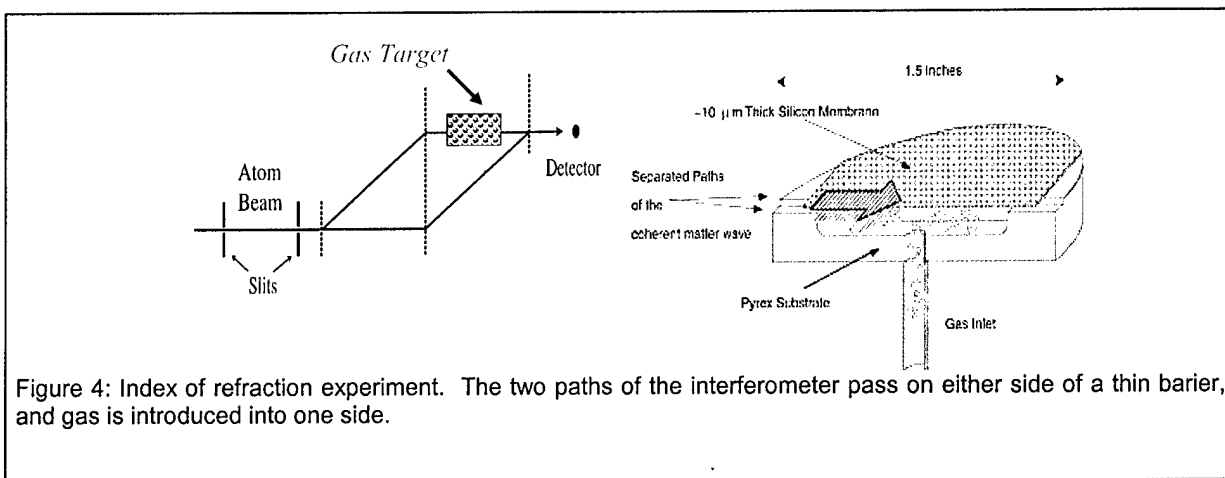 Gas Target
Atom
Beam
Slits
Detector
1.5 Inches
~10 µm Thick Silicon Membrane
Separated Paths
of the
coherent matter wave
Pyrex Substrate
Gas Inlet
Figure 4: Index of refraction experiment. The two paths of the interferometer pass on either side of a thin barier,
and gas is introduced into one side.